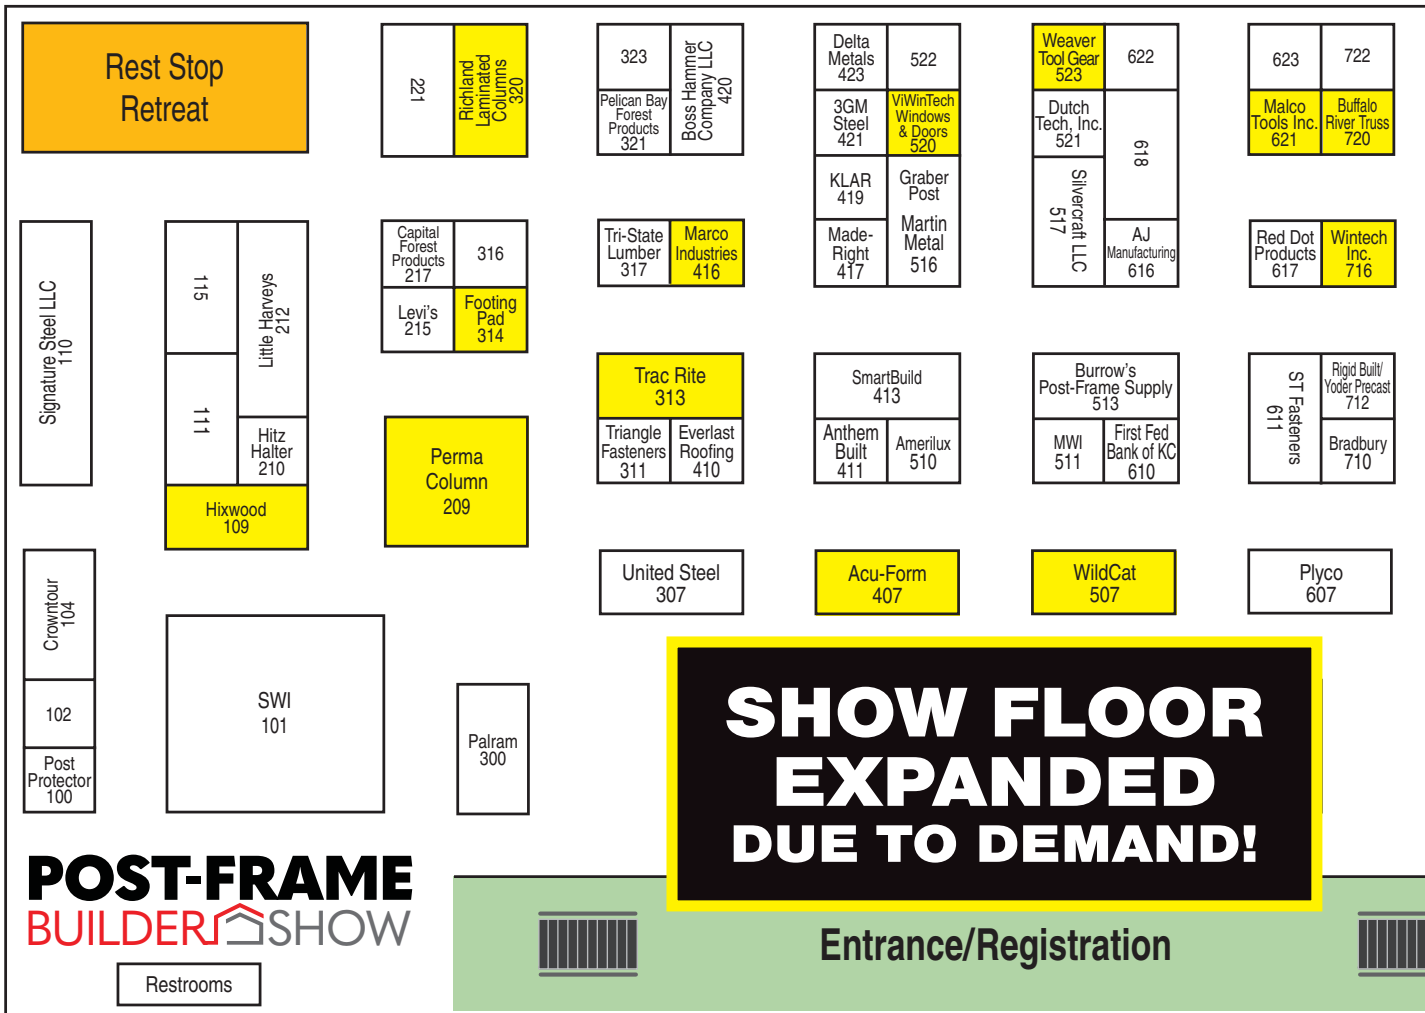 Rest Stop
Retreat
221
Richland
Laminated
Columns
320
323
Pelican Bay
Forest
Products
321
Boss Hammer
Company LLC
420
Delta
Metals
423
522
3GM
Steel
421
ViWinTech
Windows
& Doors
520
KLAR
419
Graber
Post
Made-
Right
417
Martin
Metal
516
Weaver
Tool Gear
523
622
Dutch
Tech, Inc.
521
618
Silvercraft LLC
517
AJ
Manufacturing
616
623
722
Malco
Tools Inc.
621
Buffalo
River Truss
720
Signature Steel LLC
110
115
Little Harveys
212
111
Hitz
Halter
210
Hixwood
109
Capital
Forest
Products
217
316
Levi's
215
Footing
Pad
314
Tri-State
Lumber
317
Marco
Industries
416
Red Dot
Products
617
Wintech
Inc.
716
Perma
Column
209
Trac Rite
313
Triangle
Fasteners
311
Everlast
Roofing
410
SmartBuild
413
Anthem
Built
411
Amerilux
510
Burrow's
Post-Frame Supply
513
MWI
511
First Fed
Bank of KC
610
ST Fasteners
611
Rigid Built/
Yoder Precast
712
Bradbury
710
Crowntour
104
102
Post
Protector
100
SWI
101
Palram
300
United Steel
307
Acu-Form
407
WildCat
507
Plyco
607
SHOW FLOOR
EXPANDED
DUE TO DEMAND!
POST-FRAME
BUILDER SHOW
Restrooms
Entrance/Registration